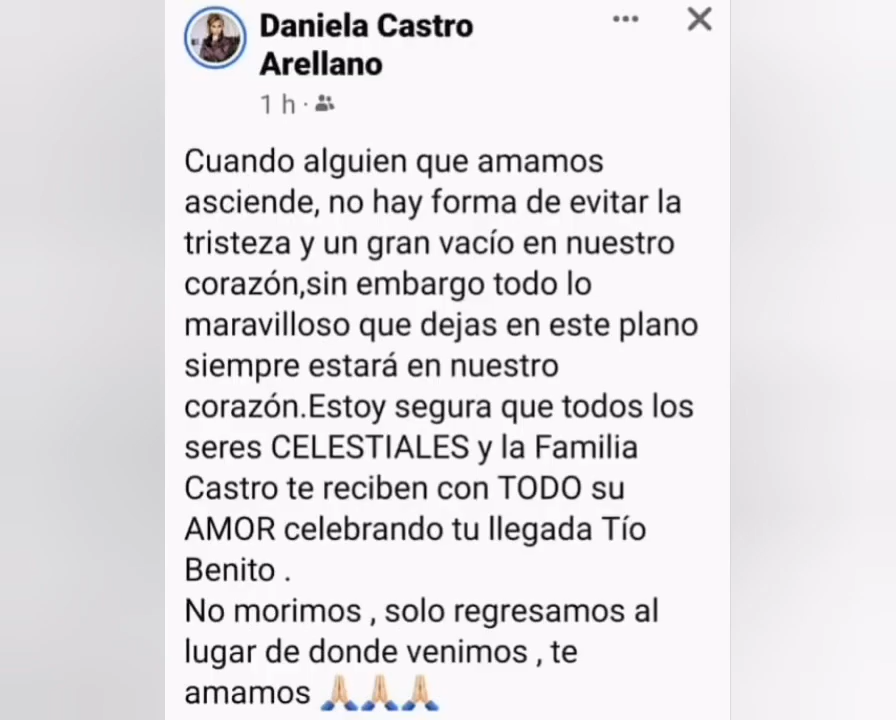 Daniela Castro
Arellano
1 h ·
Cuando alguien que amamos
asciende, no hay forma de evitar la
tristeza y un gran vacío en nuestro
corazón,sin embargo todo lo
maravilloso que dejas en este plano
siempre estará en nuestro
corazón.Estoy segura que todos los
seres CELESTIALES y la Familia
Castro te reciben con TODO su
AMOR celebrando tu llegada Tío
Benito .
No morimos , solo regresamos al
lugar de donde venimos , te
amamos 🙏🏼🙏🏼🙏🏼